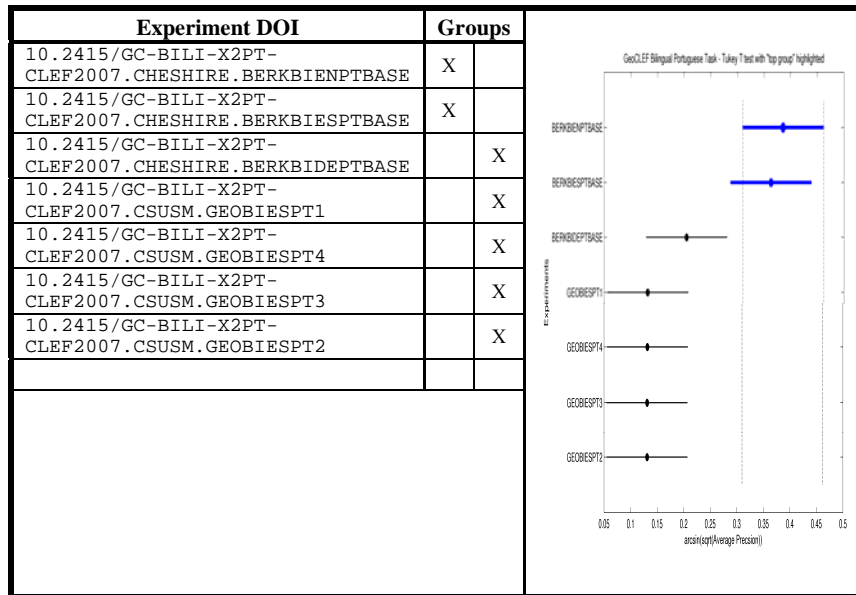 Experiment DOI Groups
10.2415/GC-BILI-X2PT-
CLEF2007.CHESHIRE.BERKBIENPTBASE X
10.2415/GC-BILI-X2PT-
CLEF2007.CHESHIRE.BERKBIESPTBASE X
10.2415/GC-BILI-X2PT-
CLEF2007.CHESHIRE.BERKBIDEPTBASE X
10.2415/GC-BILI-X2PT-
CLEF2007.CSUSM.GEOBIESPT1 X
10.2415/GC-BILI-X2PT-
CLEF2007.CSUSM.GEOBIESPT4 X
10.2415/GC-BILI-X2PT-
CLEF2007.CSUSM.GEOBIESPT3 X
10.2415/GC-BILI-X2PT-
CLEF2007.CSUSM.GEOBIESPT2 X
GeoCLEF Bilingual Portuguese Task - Tukey T test with "top group" highlighted
BERKBIENPTBASE
BERKBIESPTBASE
BERKBIDEPTBASE
GEOBIESPT1
GEOBIESPT4
GEOBIESPT3
GEOBIESPT2
Experiments
0.05 0.1 0.15 0.2 0.25 0.3 0.35 0.4 0.45 0.5
arcsin(sqrt(Average Precsion))